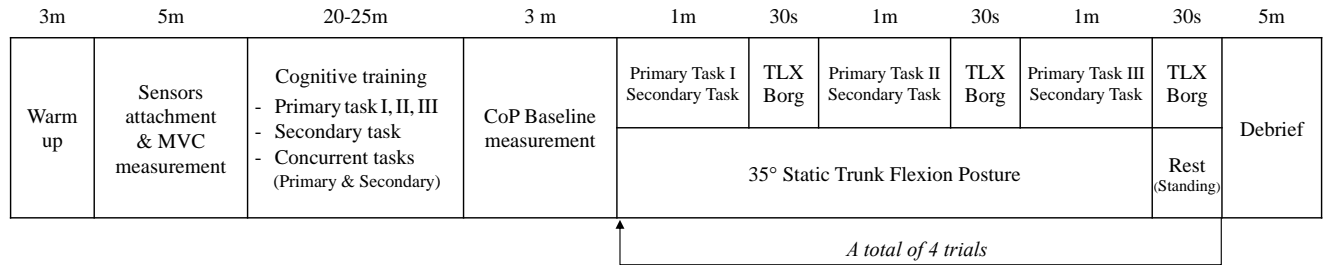 3m 5m 20-25m 3 m 1m 30s 1m 30s 1m 30s 5m
Warm
up
Sensors
attachment
& MVC
measurement
Cognitive training
- Primary task I, II, III
- Secondary task
- Concurrent tasks
(Primary & Secondary)
CoP Baseline
measurement
Primary Task I
Secondary Task
TLX
Borg
Primary Task II
Secondary Task
TLX
Borg
Primary Task III
Secondary Task
TLX
Borg
35° Static Trunk Flexion Posture
Rest
(Standing)
Debrief
A total of 4 trials